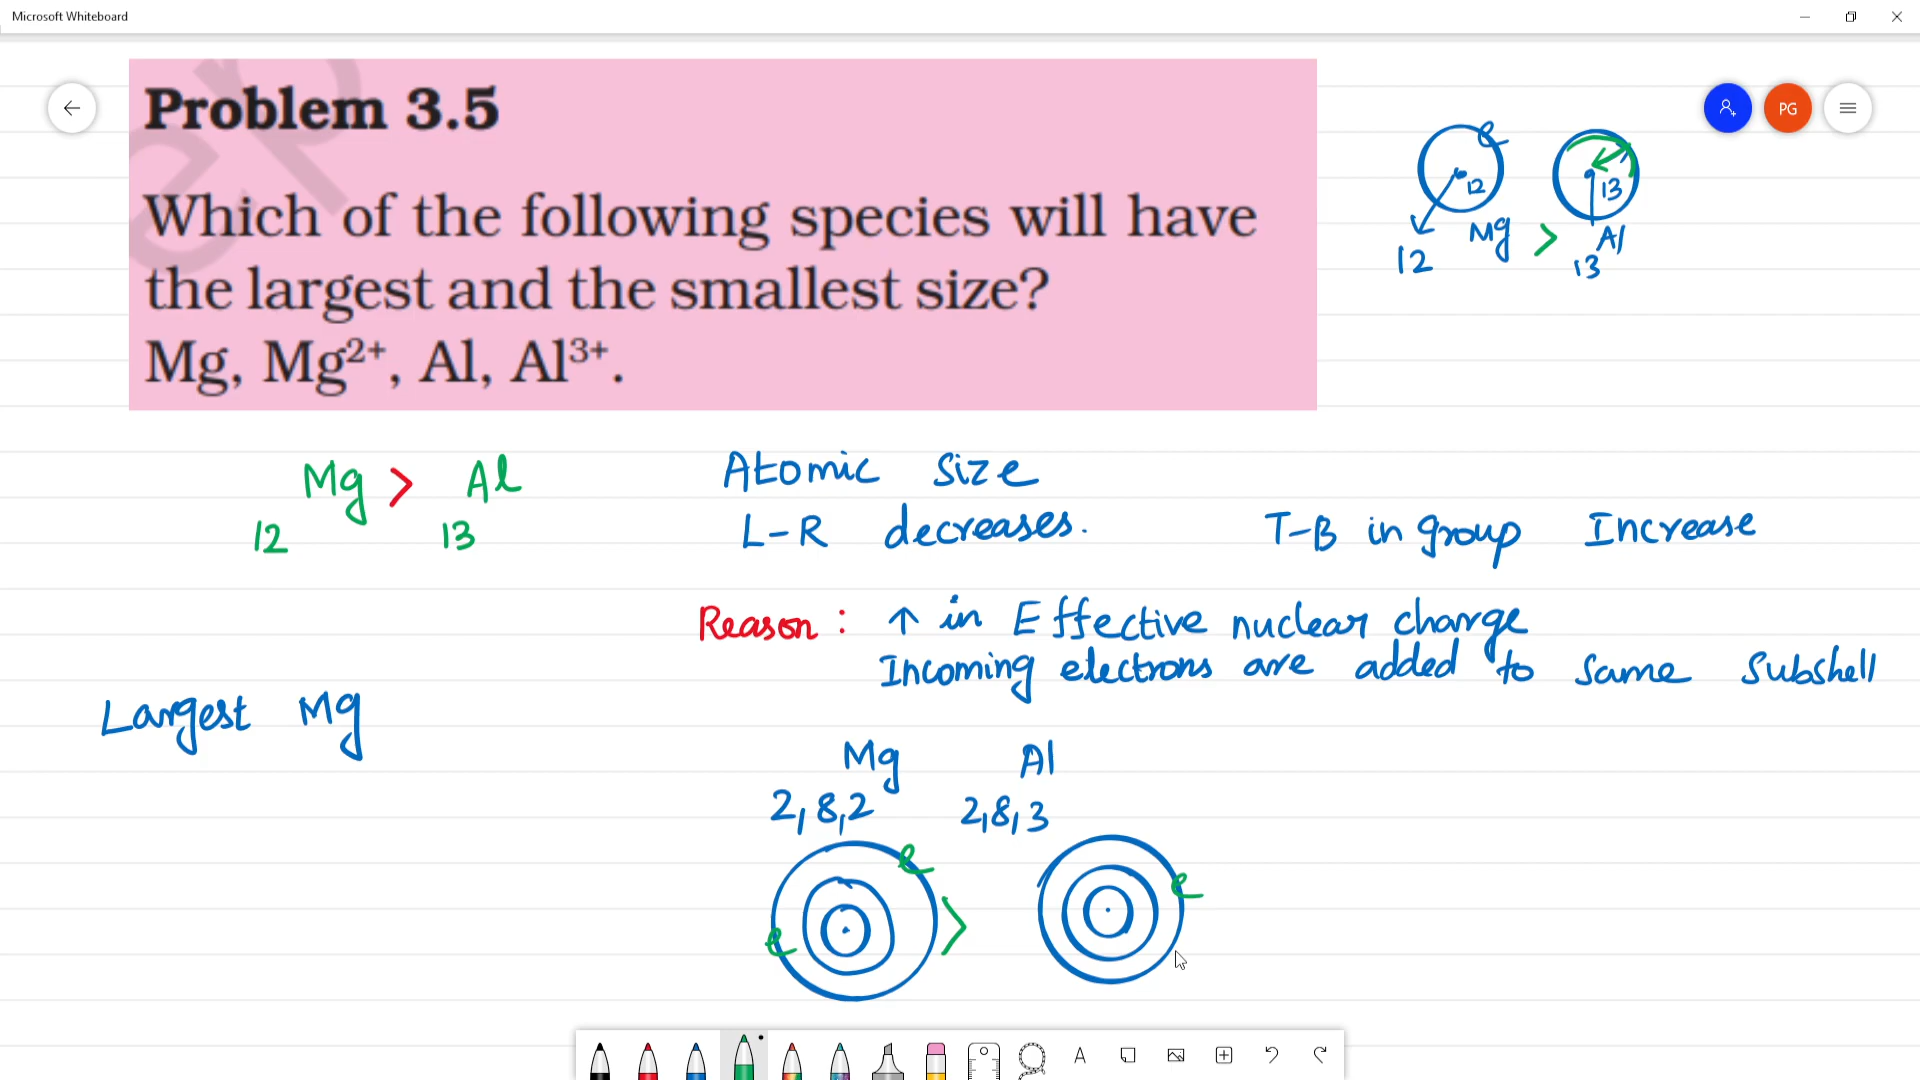 Microsoft Whiteboard
Problem 3.5
Which of the following species will have
the largest and the smallest size?
Mg, Mg²⁺, Al, Al³⁺.
PG
e
12
13
12
Mg > Al
13
Mg > Al
12 13
Atomic Size
L-R decreases.
T-B in group Increase
Reason : ↑ in Effective nuclear charge
Incoming electrons are added to same subshell
Largest Mg
Mg Al
2,8,2 2,8,3
e
e
>
e
A